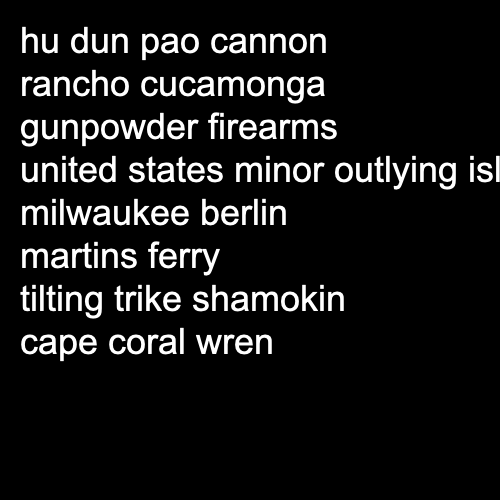 hu dun pao cannon
rancho cucamonga
gunpowder firearms
united states minor outlying isl
milwaukee berlin
martins ferry
tilting trike shamokin
cape coral wren